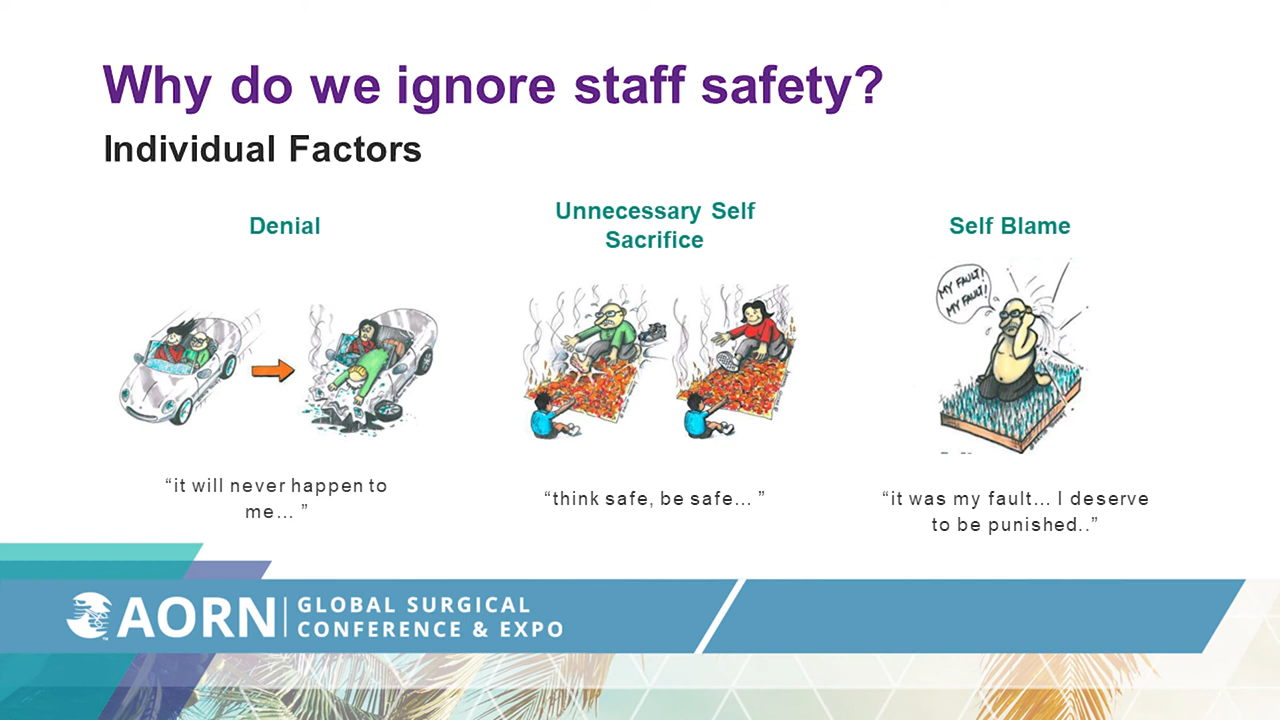 Why do we ignore staff safety?
Individual Factors
Denial
Unnecessary Self
Sacrifice
Self Blame
MY FAULT!
MY FAULT!
“it will never happen to
me... ”
“think safe, be safe... ”
“it was my fault... I deserve
to be punished..”
AORN
GLOBAL SURGICAL
CONFERENCE & EXPO